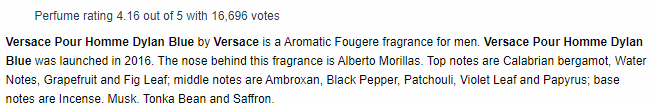 Perfume rating 4.16 out of 5 with 16,696 votes
Versace Pour Homme Dylan Blue by Versace is a Aromatic Fougere fragrance for men. Versace Pour Homme Dylan
Blue was launched in 2016. The nose behind this fragrance is Alberto Morillas. Top notes are Calabrian bergamot, Water
Notes, Grapefruit and Fig Leaf; middle notes are Ambroxan, Black Pepper, Patchouli, Violet Leaf and Papyrus; base
notes are Incense, Musk, Tonka Bean and Saffron.